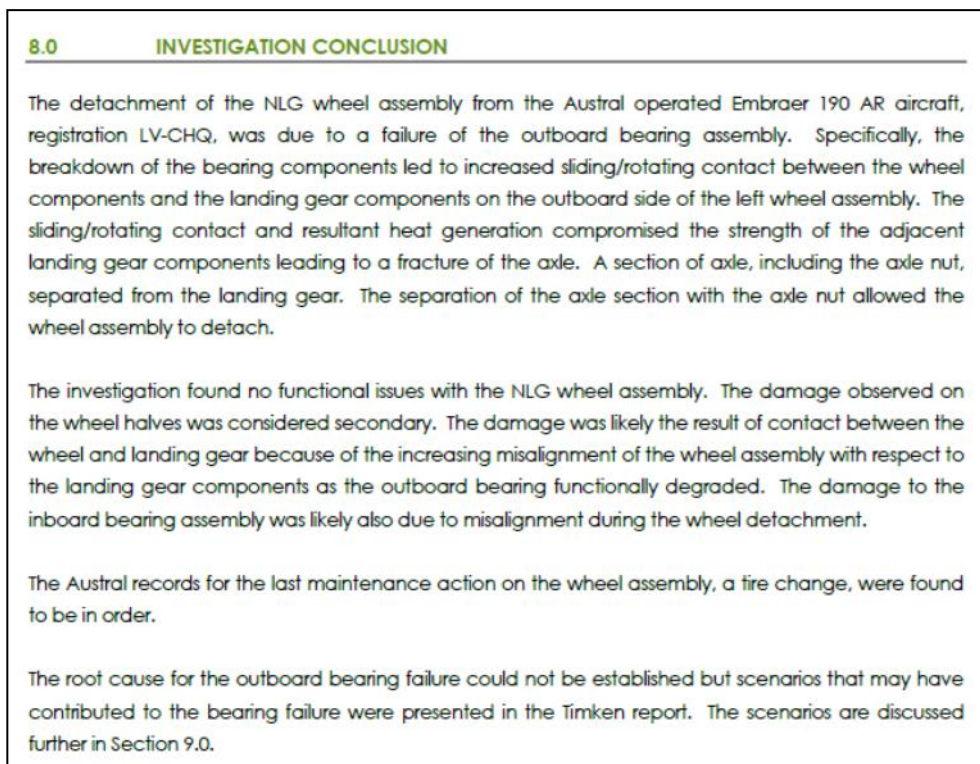 8.0 INVESTIGATION CONCLUSION
The detachment of the NLG wheel assembly from the Austral operated Embraer 190 AR aircraft,
registration LV-CHQ, was due to a failure of the outboard bearing assembly. Specifically, the
breakdown of the bearing components led to increased sliding/rotating contact between the wheel
components and the landing gear components on the outboard side of the left wheel assembly. The
sliding/rotating contact and resultant heat generation compromised the strength of the adjacent
landing gear components leading to a fracture of the axle. A section of axle, including the axle nut,
separated from the landing gear. The separation of the axle section with the axle nut allowed the
wheel assembly to detach.
The investigation found no functional issues with the NLG wheel assembly. The damage observed on
the wheel halves was considered secondary. The damage was likely the result of contact between the
wheel and landing gear because of the increasing misalignment of the wheel assembly with respect to
the landing gear components as the outboard bearing functionally degraded. The damage to the
inboard bearing assembly was likely also due to misalignment during the wheel detachment.
The Austral records for the last maintenance action on the wheel assembly, a tire change, were found
to be in order.
The root cause for the outboard bearing failure could not be established but scenarios that may have
contributed to the bearing failure were presented in the Timken report. The scenarios are discussed
further in Section 9.0.